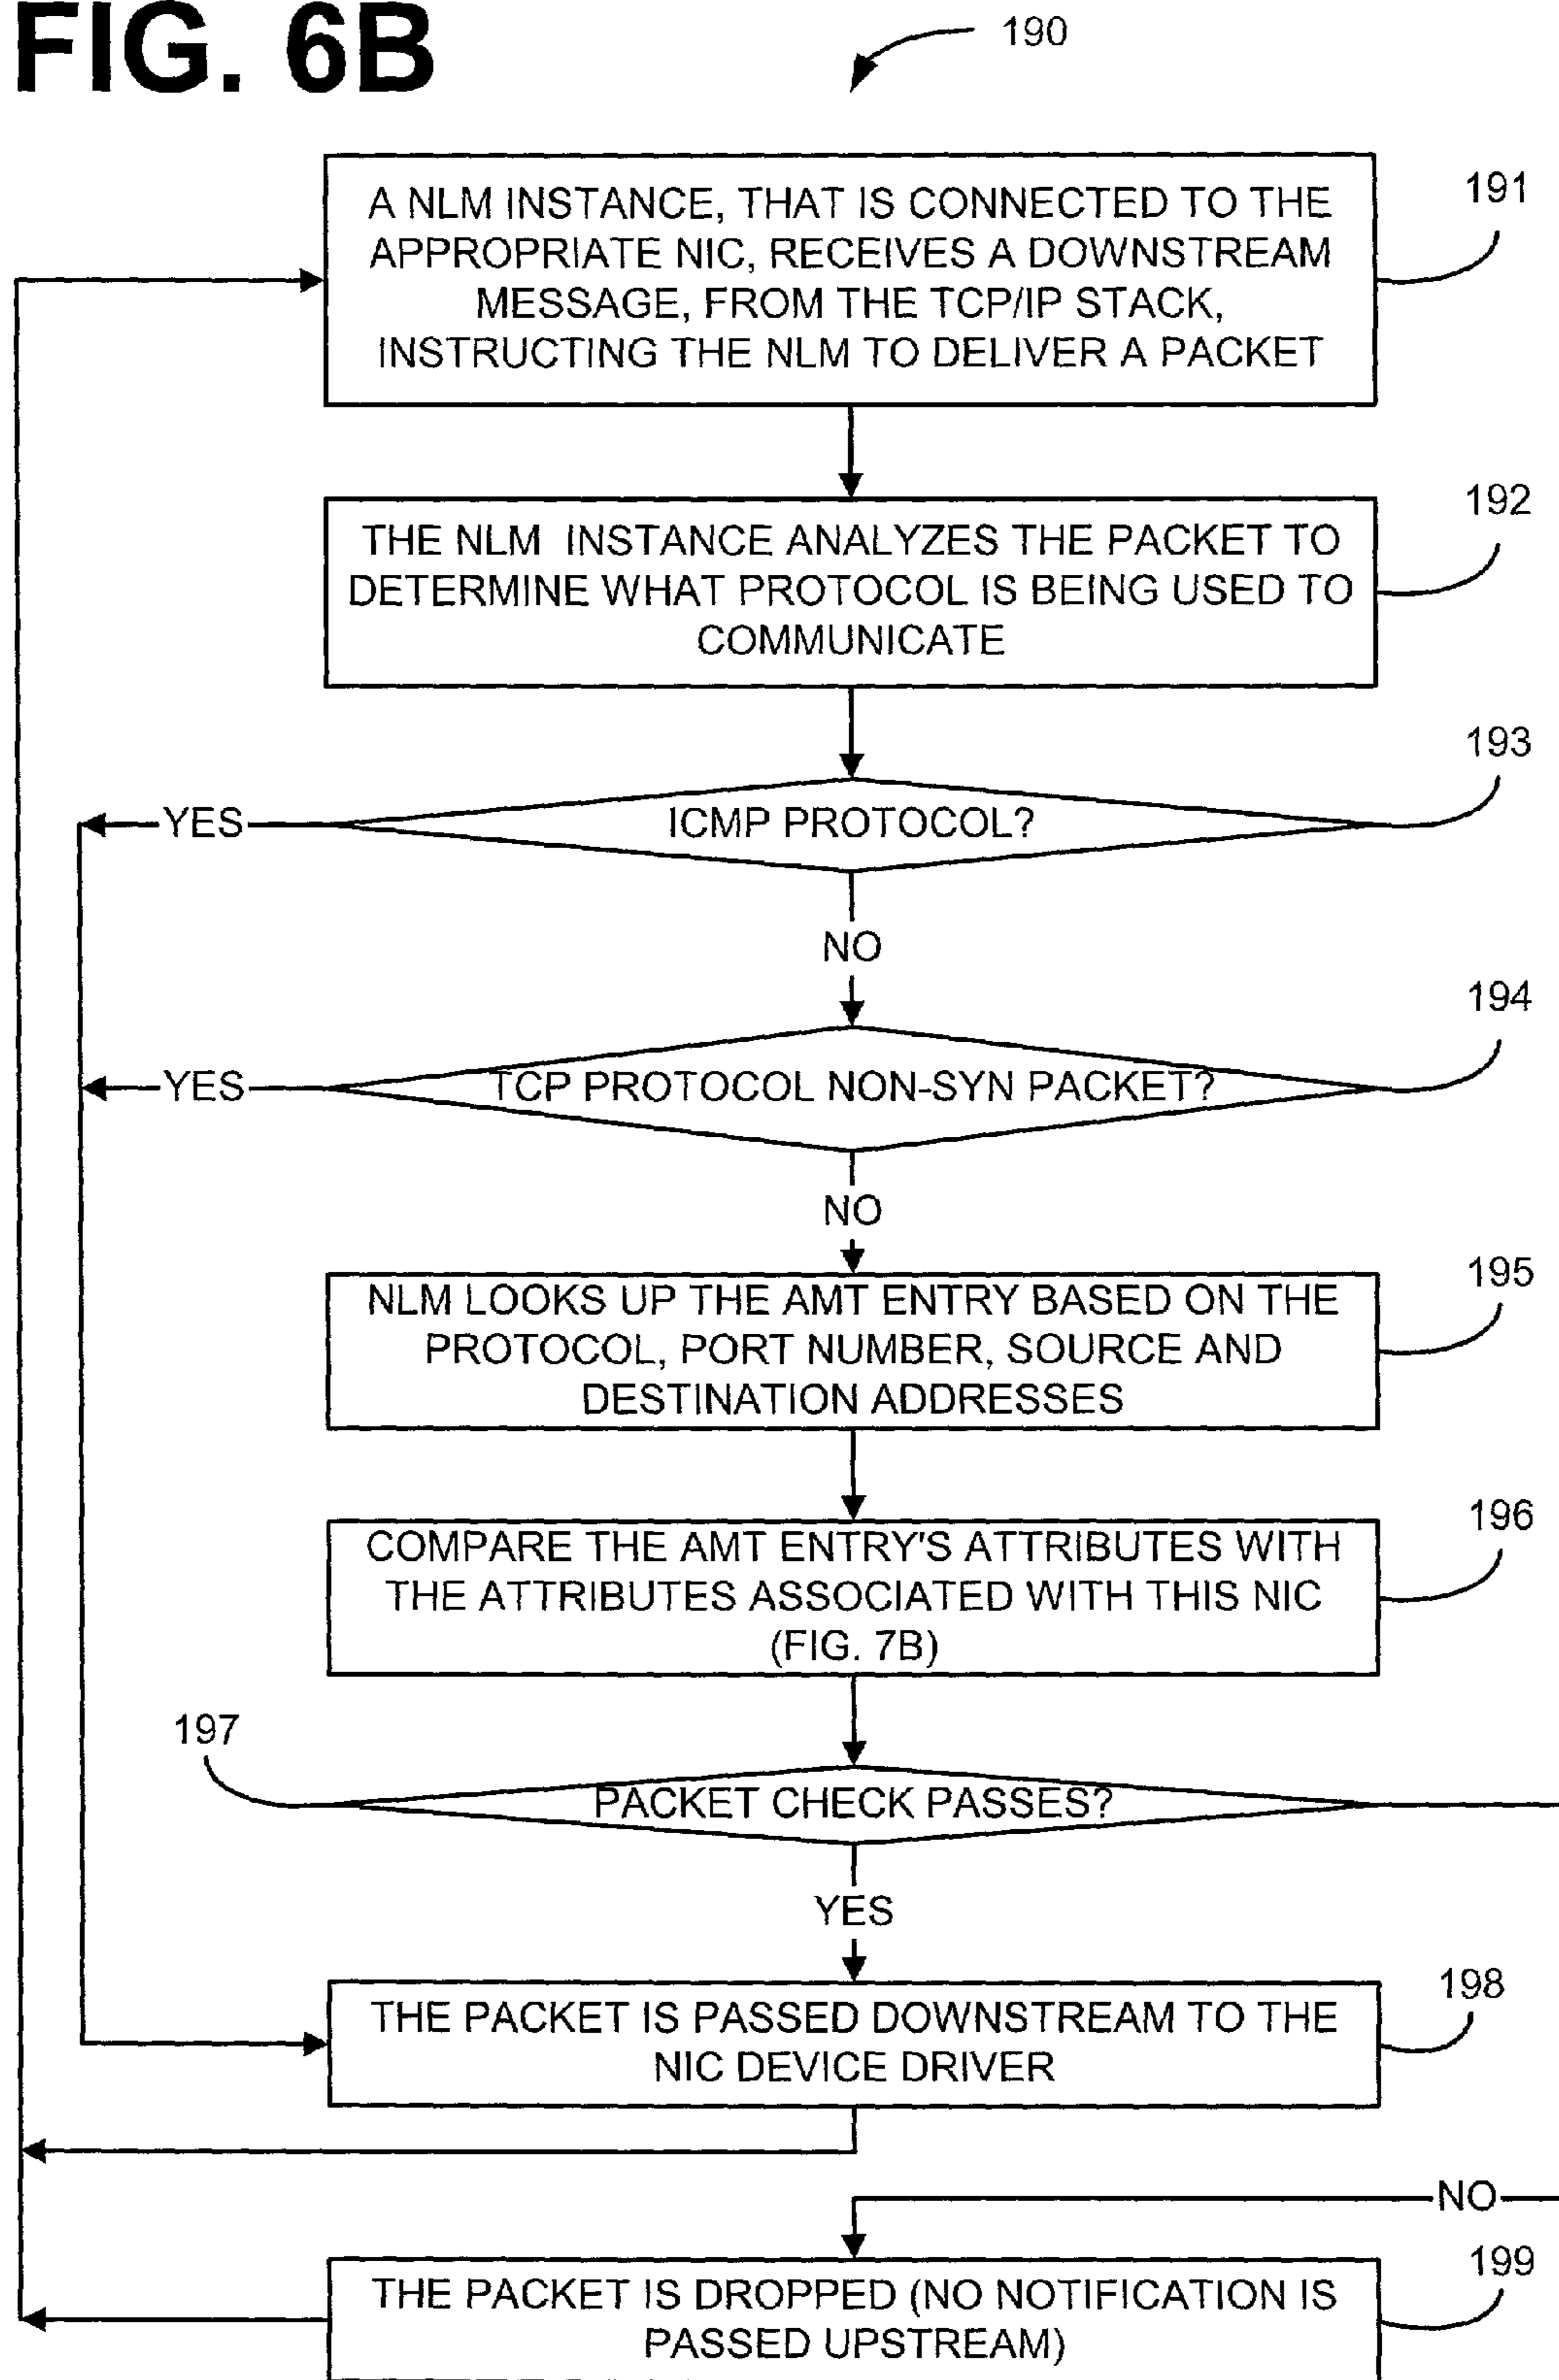 FIG. 6B
190
A NLM INSTANCE, THAT IS CONNECTED TO THE
APPROPRIATE NIC, RECEIVES A DOWNSTREAM
MESSAGE, FROM THE TCP/IP STACK,
INSTRUCTING THE NLM TO DELIVER A PACKET
191
THE NLM INSTANCE ANALYZES THE PACKET TO
DETERMINE WHAT PROTOCOL IS BEING USED TO
COMMUNICATE
192
193
YES
ICMP PROTOCOL?
NO
194
YES
TCP PROTOCOL NON-SYN PACKET?
NO
NLM LOOKS UP THE AMT ENTRY BASED ON THE
PROTOCOL, PORT NUMBER, SOURCE AND
DESTINATION ADDRESSES
195
COMPARE THE AMT ENTRY'S ATTRIBUTES WITH
THE ATTRIBUTES ASSOCIATED WITH THIS NIC
(FIG. 7B)
196
197
PACKET CHECK PASSES?
YES
THE PACKET IS PASSED DOWNSTREAM TO THE
NIC DEVICE DRIVER
198
NO
THE PACKET IS DROPPED (NO NOTIFICATION IS
PASSED UPSTREAM)
199